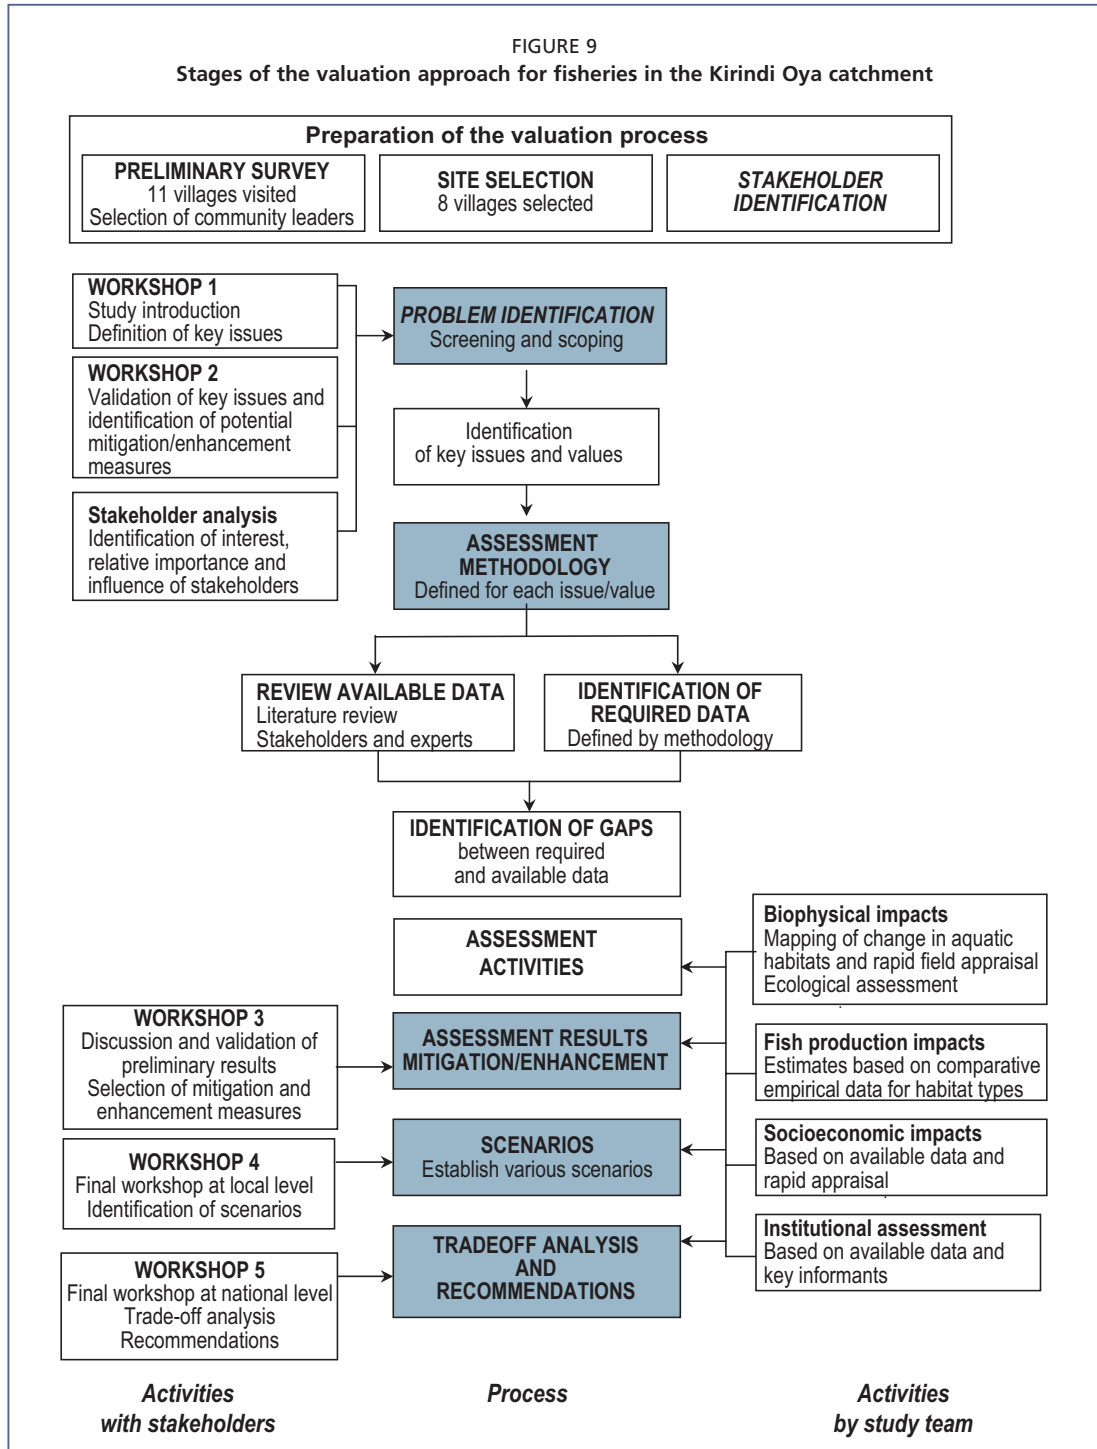 FIGURE 9
Stages of the valuation approach for fisheries in the Kirindi Oya catchment
Preparation of the valuation process
PRELIMINARY SURVEY
11 villages visited
Selection of community leaders
SITE SELECTION
8 villages selected
STAKEHOLDER
IDENTIFICATION
WORKSHOP 1
Study introduction
Definition of key issues
PROBLEM IDENTIFICATION
Screening and scoping
WORKSHOP 2
Validation of key issues and
identification of potential
mitigation/enhancement
measures
Identification
of key issues and values
Stakeholder analysis
Identification of interest,
relative importance and
influence of stakeholders
ASSESSMENT
METHODOLOGY
Defined for each issue/value
REVIEW AVAILABLE DATA
Literature review
Stakeholders and experts
IDENTIFICATION OF
REQUIRED DATA
Defined by methodology
IDENTIFICATION OF GAPS
between required
and available data
ASSESSMENT
ACTIVITIES
Biophysical impacts
Mapping of change in aquatic
habitats and rapid field appraisal
Ecological assessment
WORKSHOP 3
Discussion and validation of
preliminary results
Selection of mitigation and
enhancement measures
ASSESSMENT RESULTS
MITIGATION/ENHANCEMENT
Fish production impacts
Estimates based on comparative
empirical data for habitat types
WORKSHOP 4
Final workshop at local level
Identification of scenarios
SCENARIOS
Establish various scenarios
Socioeconomic impacts
Based on available data and
rapid appraisal
WORKSHOP 5
Final workshop at national level
Trade-off analysis
Recommendations
TRADEOFF ANALYSIS
AND
RECOMMENDATIONS
Institutional assessment
Based on available data and
key informants
Activities
with stakeholders
Process
Activities
by study team